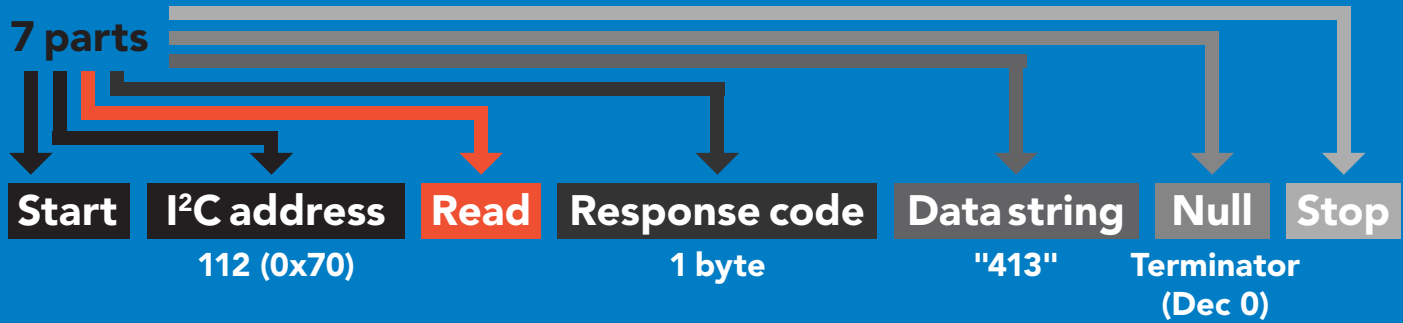 7 parts
Start I²C address Read Response code Data string Null Stop
112 (0x70) 1 byte "413" Terminator
(Dec 0)